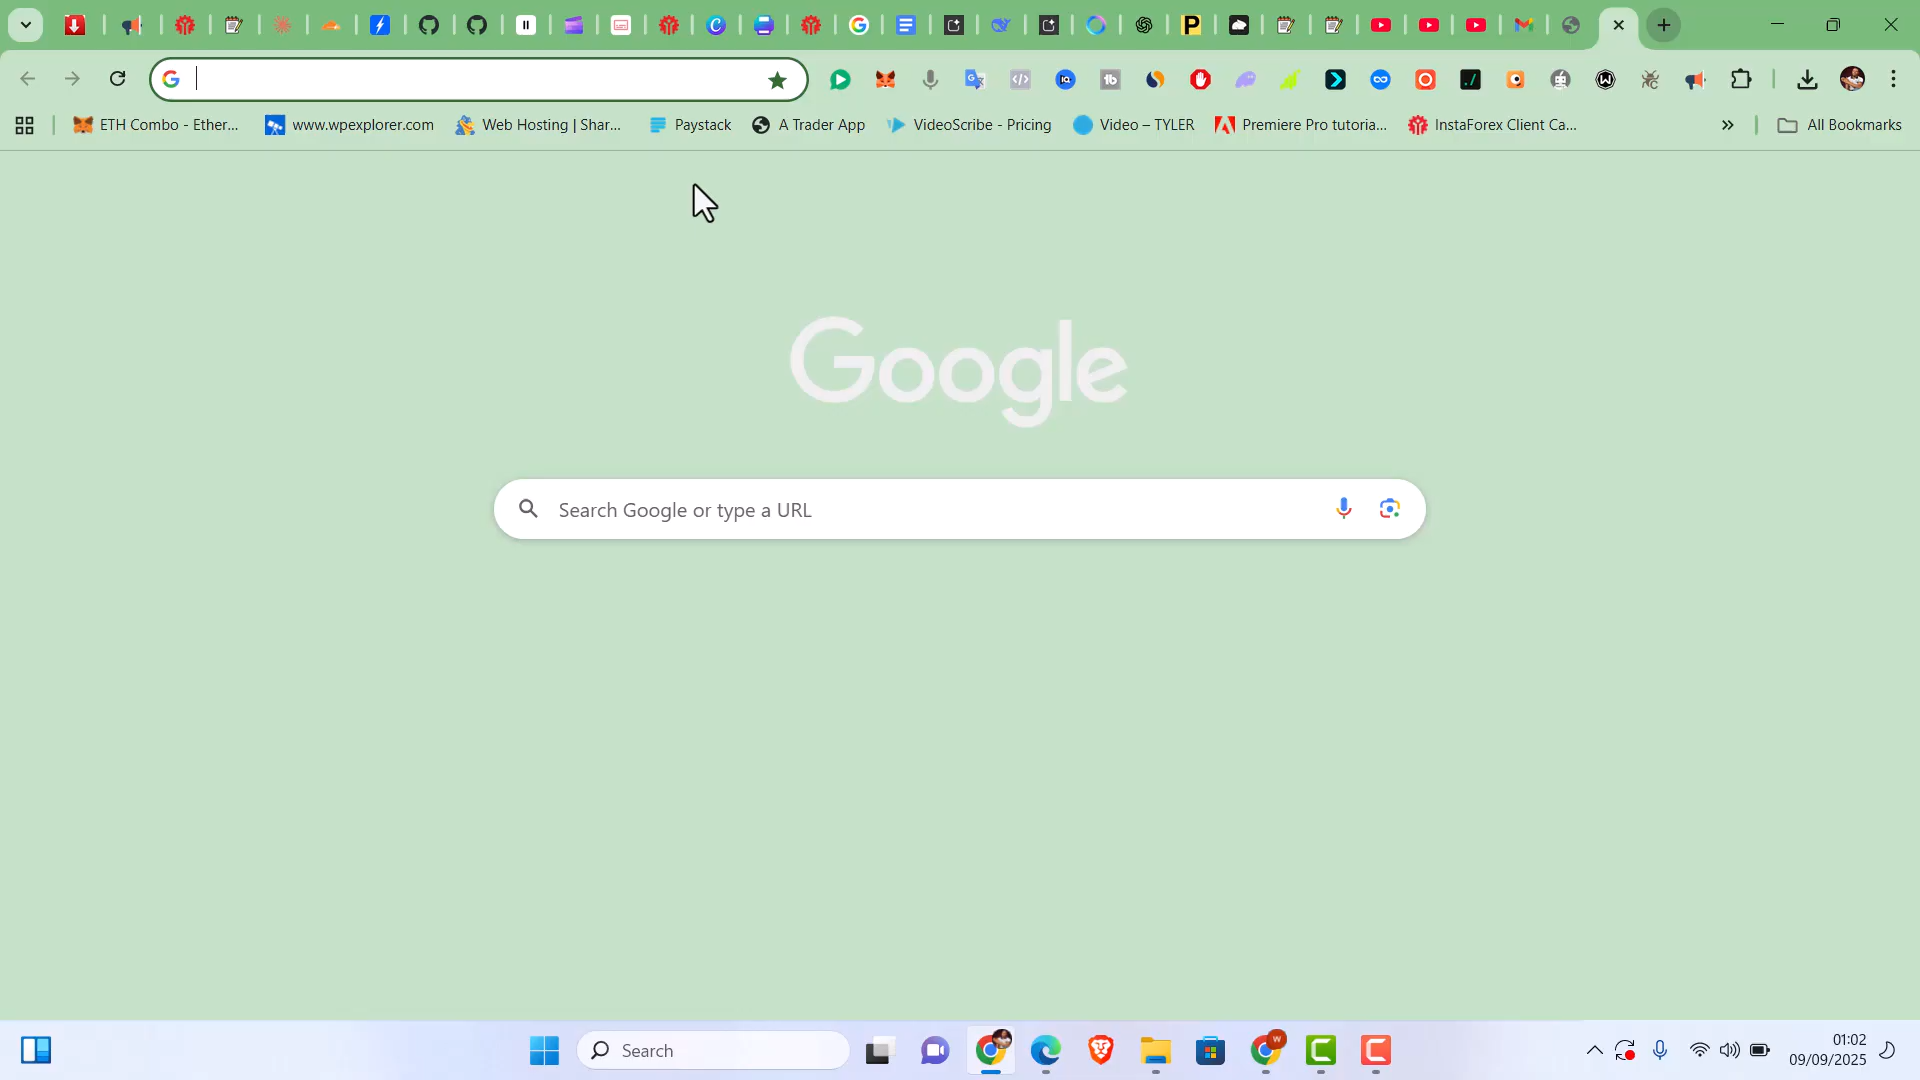 ETH Combo - Ether...
www.wpexplorer.com
Web Hosting | Shar...
Paystack
A Trader App
VideoScribe - Pricing
Video – TYLER
Premiere Pro tutoria...
InstaForex Client Ca...
All Bookmarks
Google
Search Google or type a URL
Search
01:02
09/09/2025